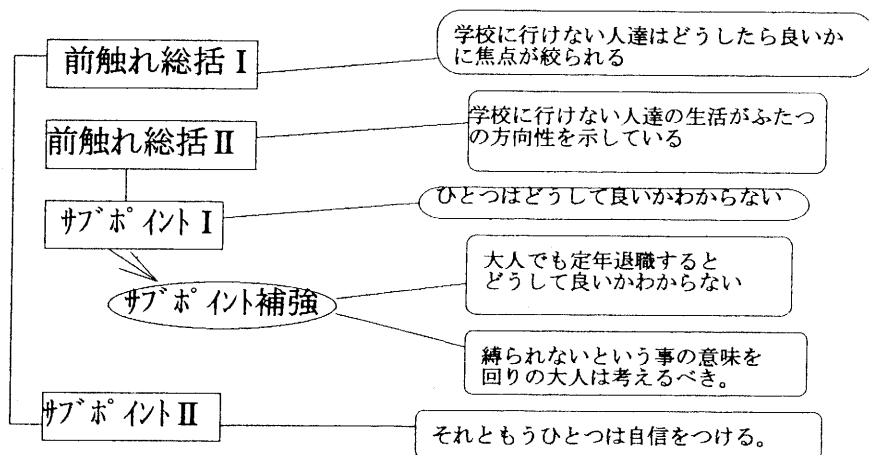 前触れ総括Ⅰ
学校に行けない人達はどうしたら良いか
に焦点が絞られる
前触れ総括Ⅱ
学校に行けない人達の生活がふたつ
の方向性を示している
サブポイントⅠ
ひとつはどうして良いかわからない
サブポイント補強
大人でも定年退職すると
どうして良いかわからない
縛られないという事の意味を
回りの大人は考えるべき。
サブポイントⅡ
それともうひとつは自信をつける。